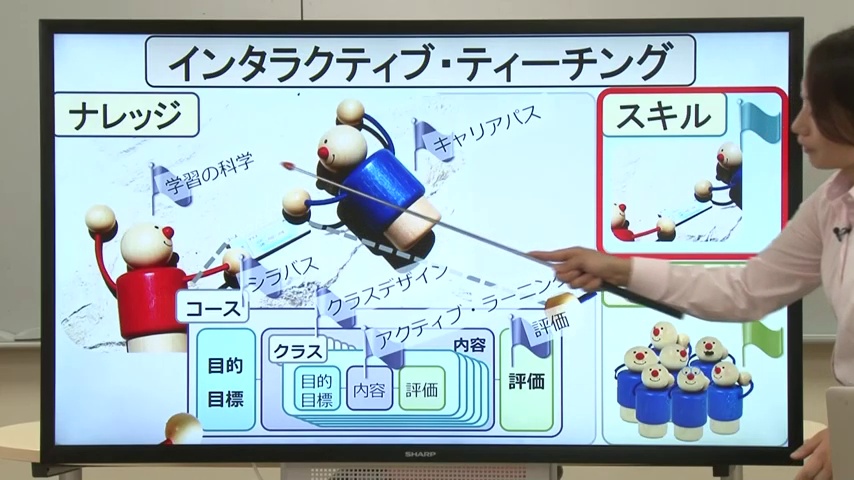 インタラクティブ・ティーチング
ナレッジ
スキル
キャリアパス
学習の科学
シラバス
クラスデザイン
アクティブ・ラーニング
評価
コース
目的
目標
クラス
内容
目的
目標
内容
評価
評価
SHARP